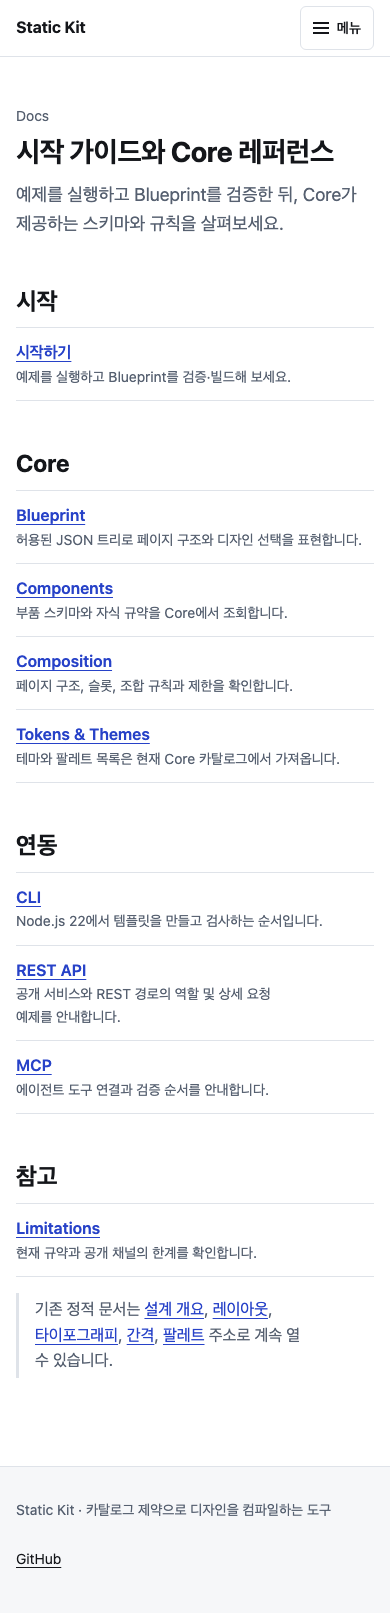 Static Kit
메뉴
Docs
시작 가이드와 Core 레퍼런스
예제를 실행하고 Blueprint를 검증한 뒤, Core가
제공하는 스키마와 규칙을 살펴보세요.
시작
시작하기
예제를 실행하고 Blueprint를 검증·빌드해 보세요.
Core
Blueprint
허용된 JSON 트리로 페이지 구조와 디자인 선택을 표현합니다.
Components
부품 스키마와 자식 규약을 Core에서 조회합니다.
Composition
페이지 구조, 슬롯, 조합 규칙과 제한을 확인합니다.
Tokens & Themes
테마와 팔레트 목록은 현재 Core 카탈로그에서 가져옵니다.
연동
CLI
Node.js 22에서 템플릿을 만들고 검사하는 순서입니다.
REST API
공개 서비스와 REST 경로의 역할 및 상세 요청
예제를 안내합니다.
MCP
에이전트 도구 연결과 검증 순서를 안내합니다.
참고
Limitations
현재 규약과 공개 채널의 한계를 확인합니다.
기존 정적 문서는 설계 개요, 레이아웃,
타이포그래피, 간격, 팔레트 주소로 계속 열
수 있습니다.
Static Kit · 카탈로그 제약으로 디자인을 컴파일하는 도구
GitHub